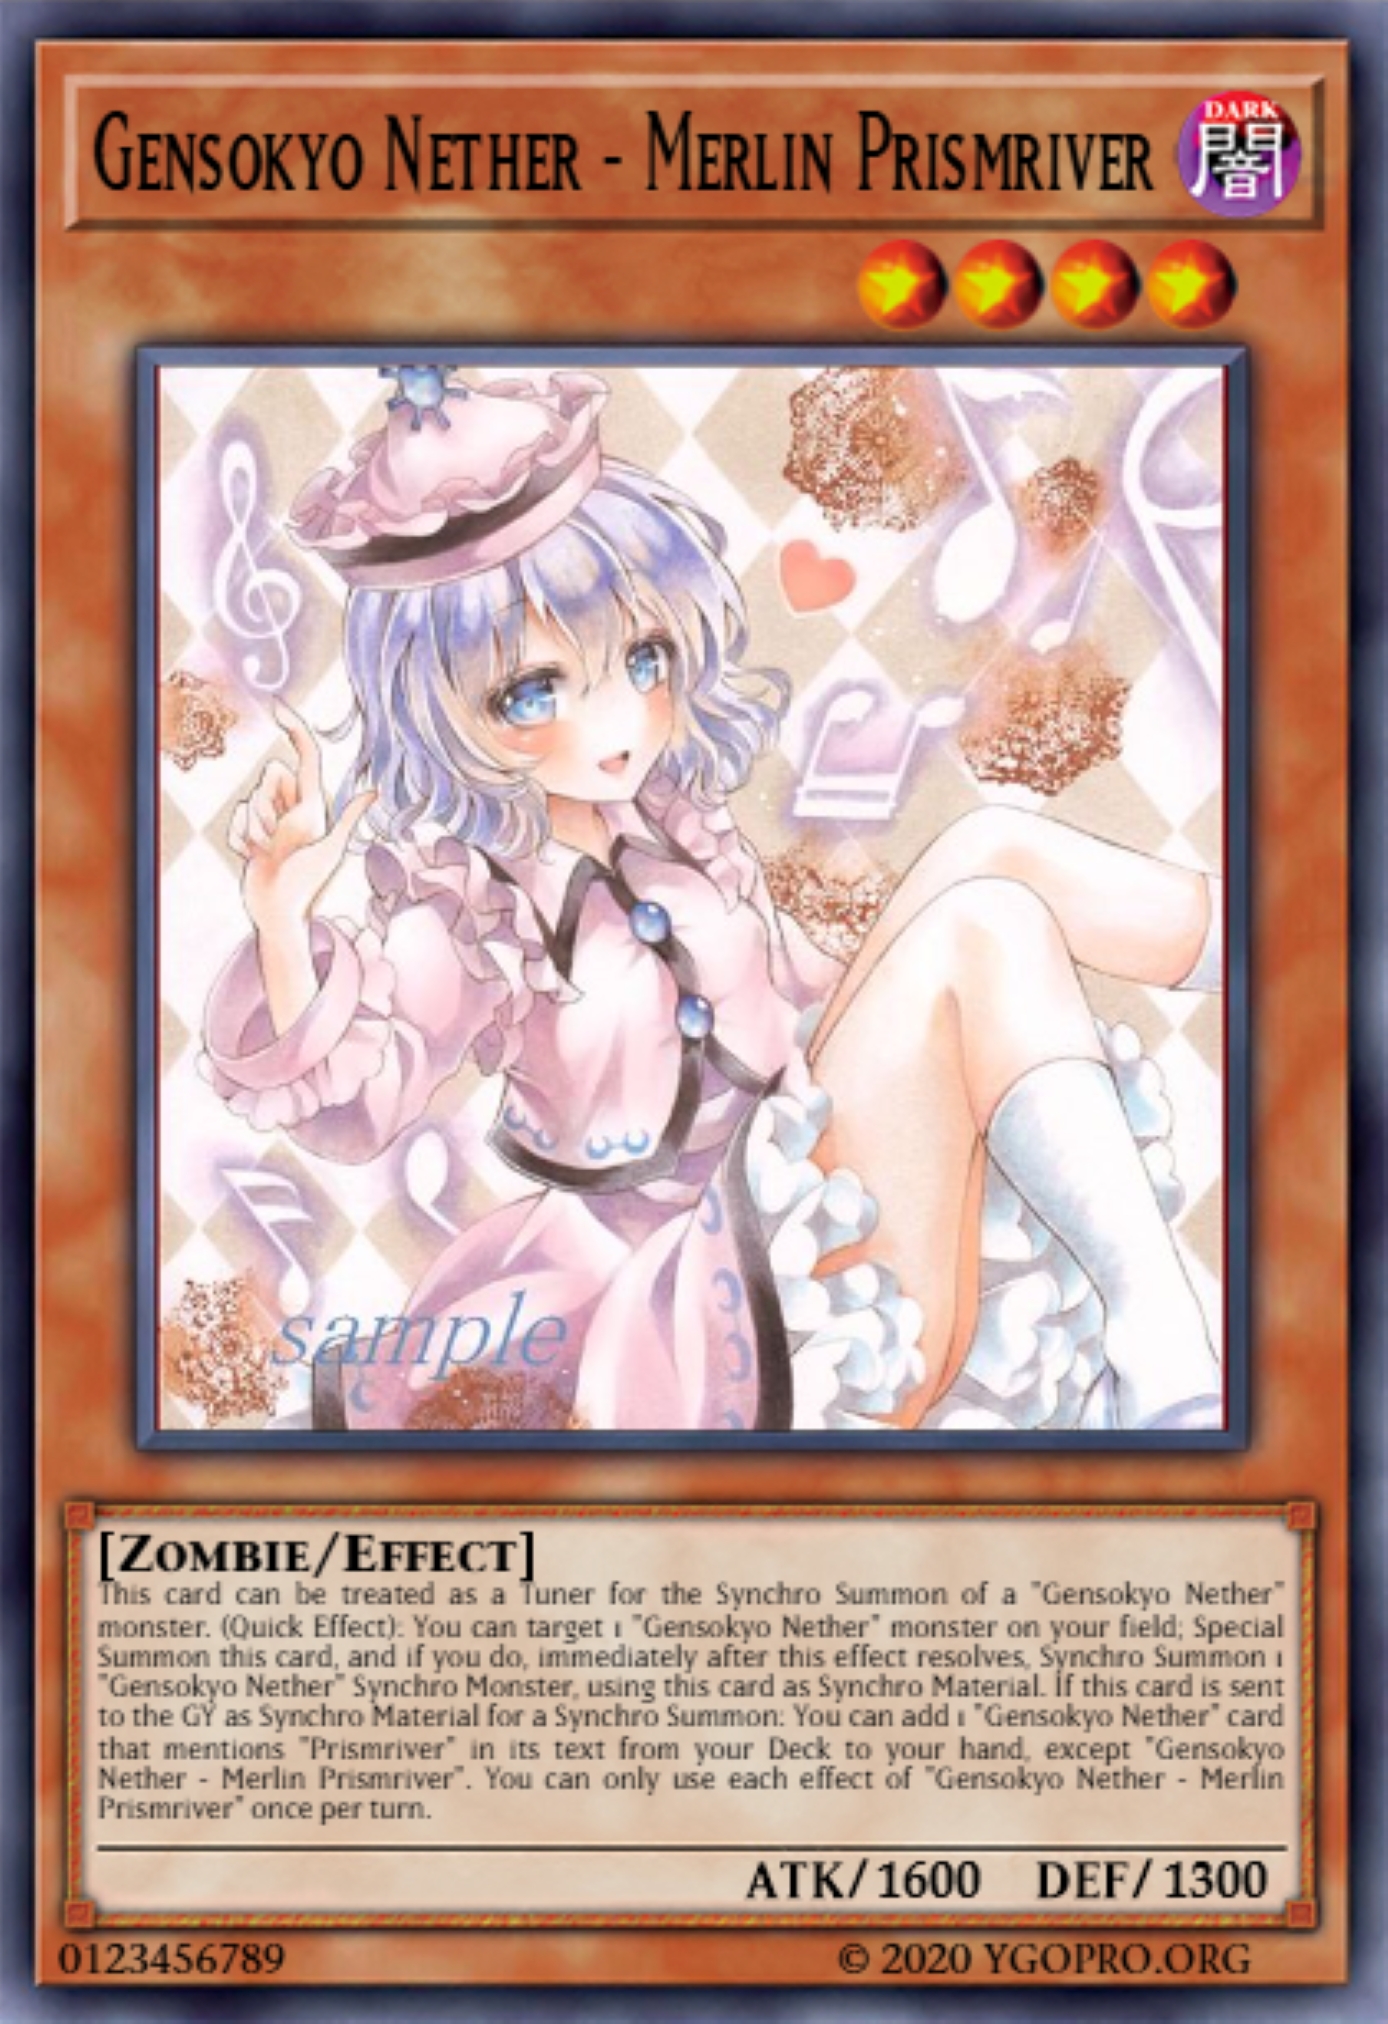 GENSOKYO NETHER - MERLIN PRISMRIVER
DARK
闇
sample
[ZOMBIE/EFFECT]
This card can be treated as a Tuner for the Synchro Summon of a "Gensokyo Nether"
monster. (Quick Effect): You can target 1 "Gensokyo Nether" monster on your field; Special
Summon this card, and if you do, immediately after this effect resolves, Synchro Summon 1
"Gensokyo Nether" Synchro Monster, using this card as Synchro Material. If this card is sent
to the GY as Synchro Material for a Synchro Summon: You can add 1 "Gensokyo Nether" card
that mentions "Prismriver" in its text from your Deck to your hand, except "Gensokyo
Nether - Merlin Prismriver". You can only use each effect of "Gensokyo Nether - Merlin
Prismriver" once per turn.
ATK/1600 DEF/1300
0123456789 © 2020 YGOPRO.ORG